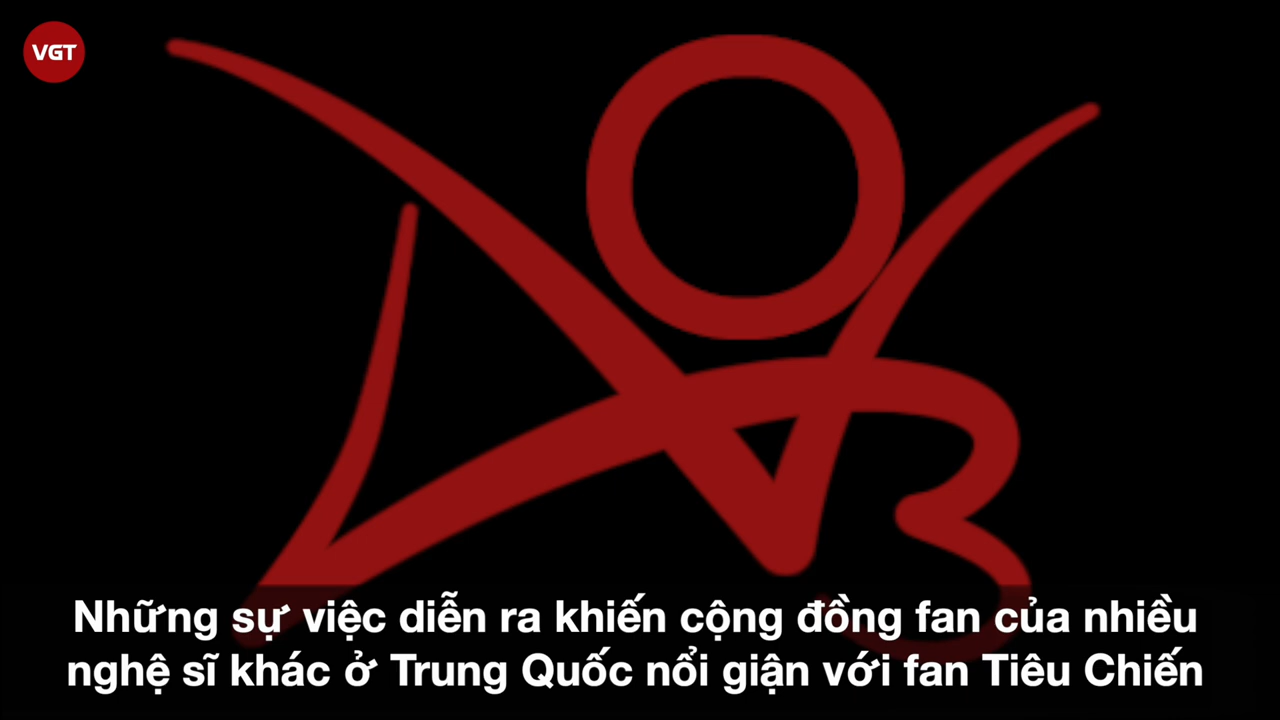 VGT
Những sự việc diễn ra khiến cộng đồng fan của nhiều
nghệ sĩ khác ở Trung Quốc nổi giận với fan Tiêu Chiến